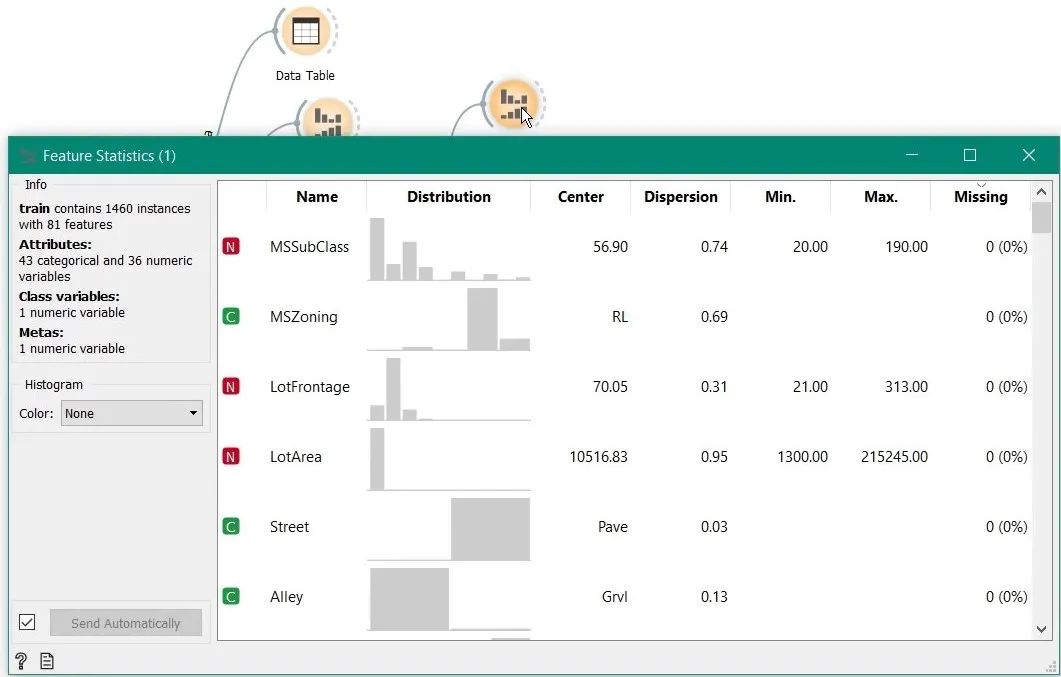 Data Table
Feature Statistics (1)
Info
train contains 1460 instances
with 81 features
Attributes:
43 categorical and 36 numeric
variables
Class variables:
1 numeric variable
Metas:
1 numeric variable
Histogram
Color: None
Send Automatically
?
Name Distribution Center Dispersion Min. Max. Missing
N MSSubClass 56.90 0.74 20.00 190.00 0 (0%)
C MSZoning RL 0.69 0 (0%)
N LotFrontage 70.05 0.31 21.00 313.00 0 (0%)
N LotArea 10516.83 0.95 1300.00 215245.00 0 (0%)
C Street Pave 0.03 0 (0%)
C Alley Grvl 0.13 0 (0%)